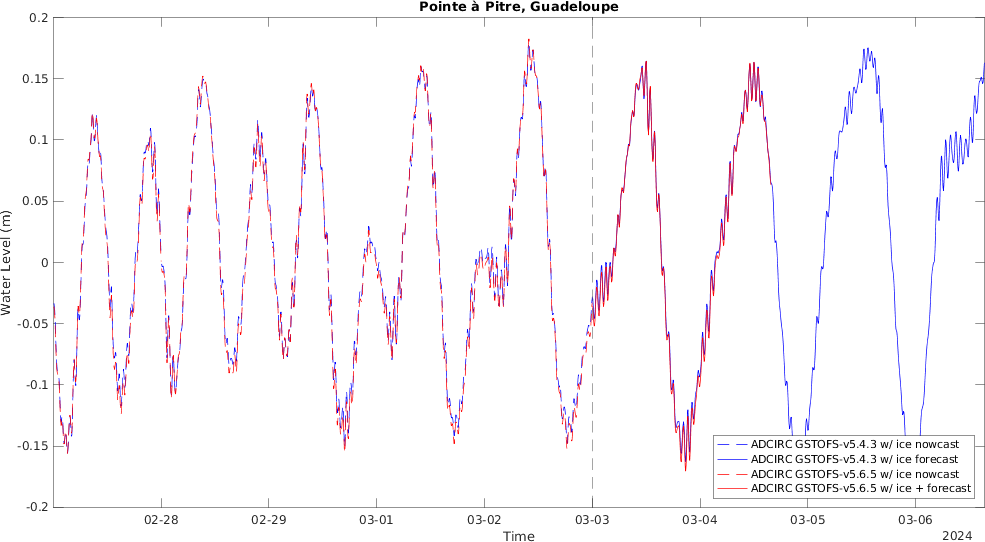 Pointe à Pitre, Guadeloupe
Water Level (m)
0.2
0.15
0.1
0.05
0
-0.05
-0.1
-0.15
-0.2
ADCIRC GSTOFS-v5.4.3 w/ ice nowcast
ADCIRC GSTOFS-v5.4.3 w/ ice forecast
ADCIRC GSTOFS-v5.6.5 w/ ice nowcast
ADCIRC GSTOFS-v5.6.5 w/ ice + forecast
02-28 02-29 03-01 03-02 03-03 03-04 03-05 03-06
Time
2024